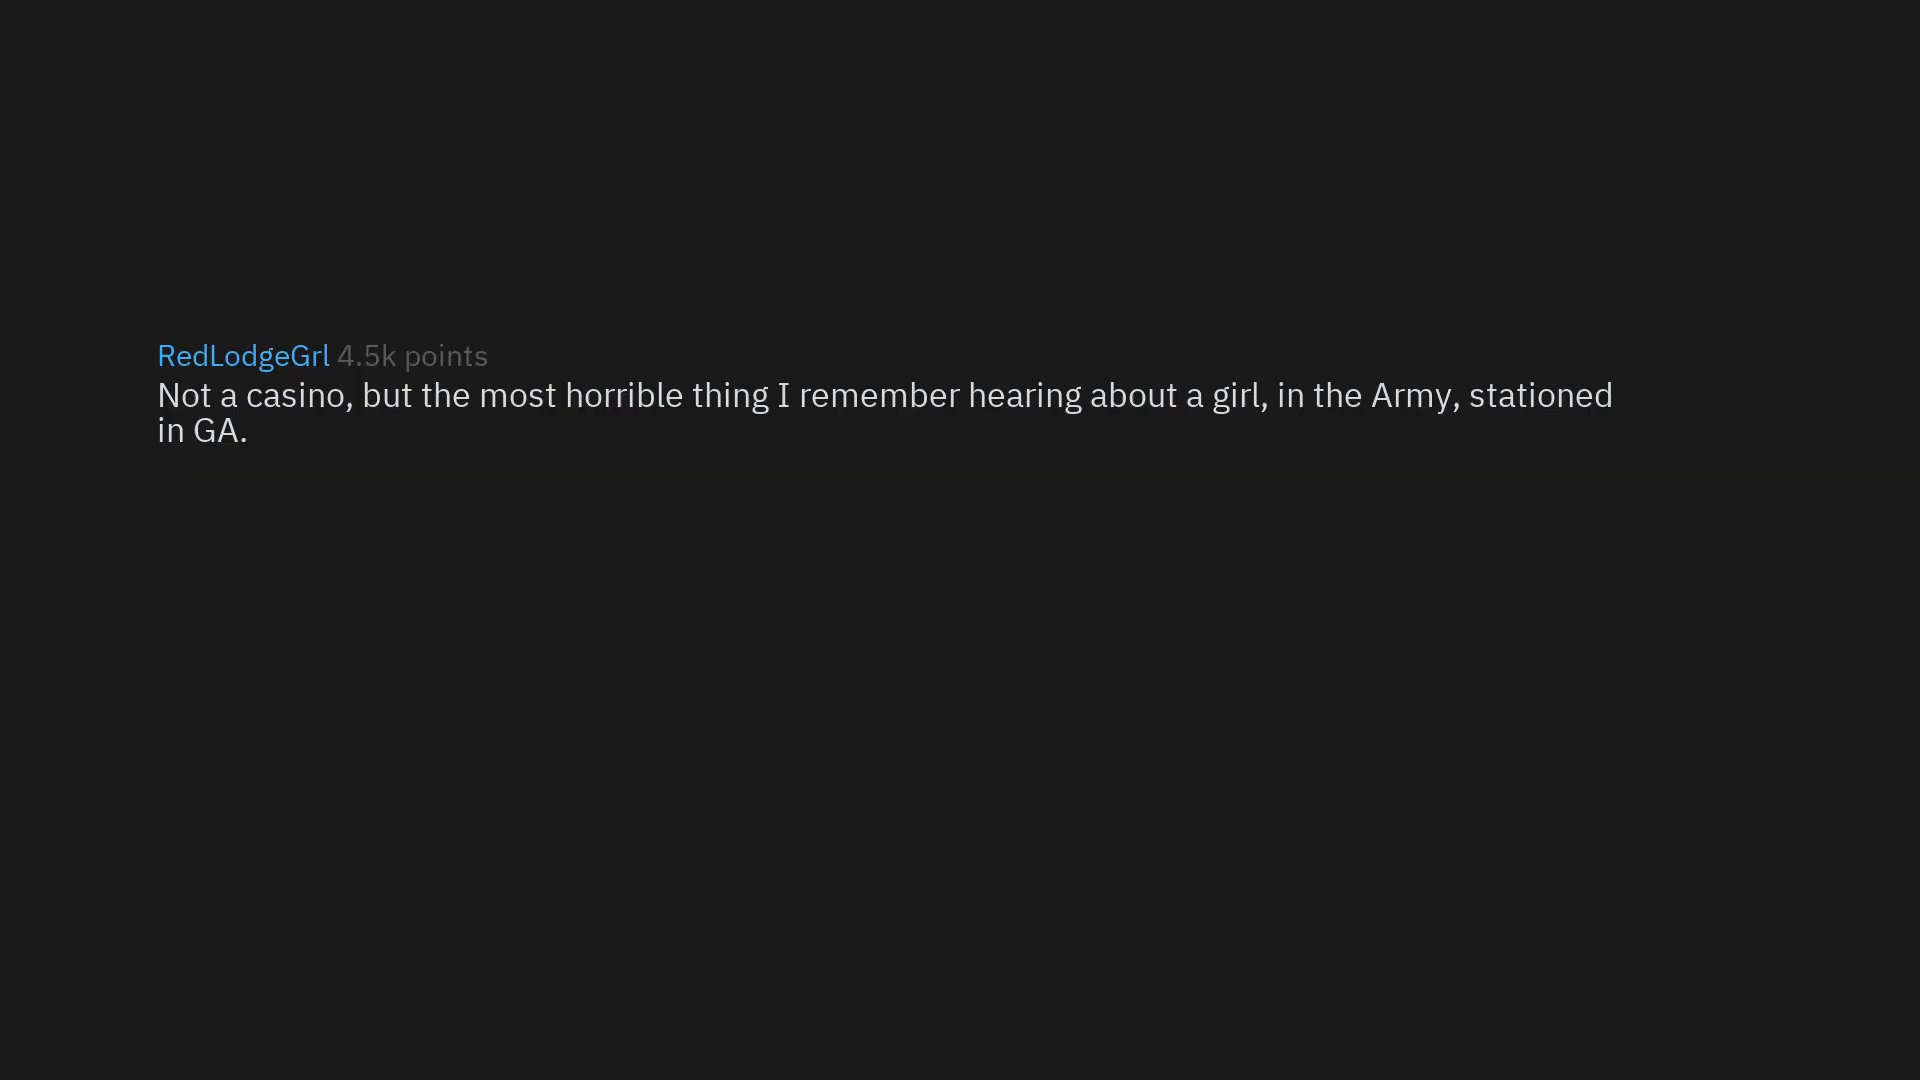 RedLodgeGrl 4.5k points
Not a casino, but the most horrible thing I remember hearing about a girl, in the Army, stationed
in GA.